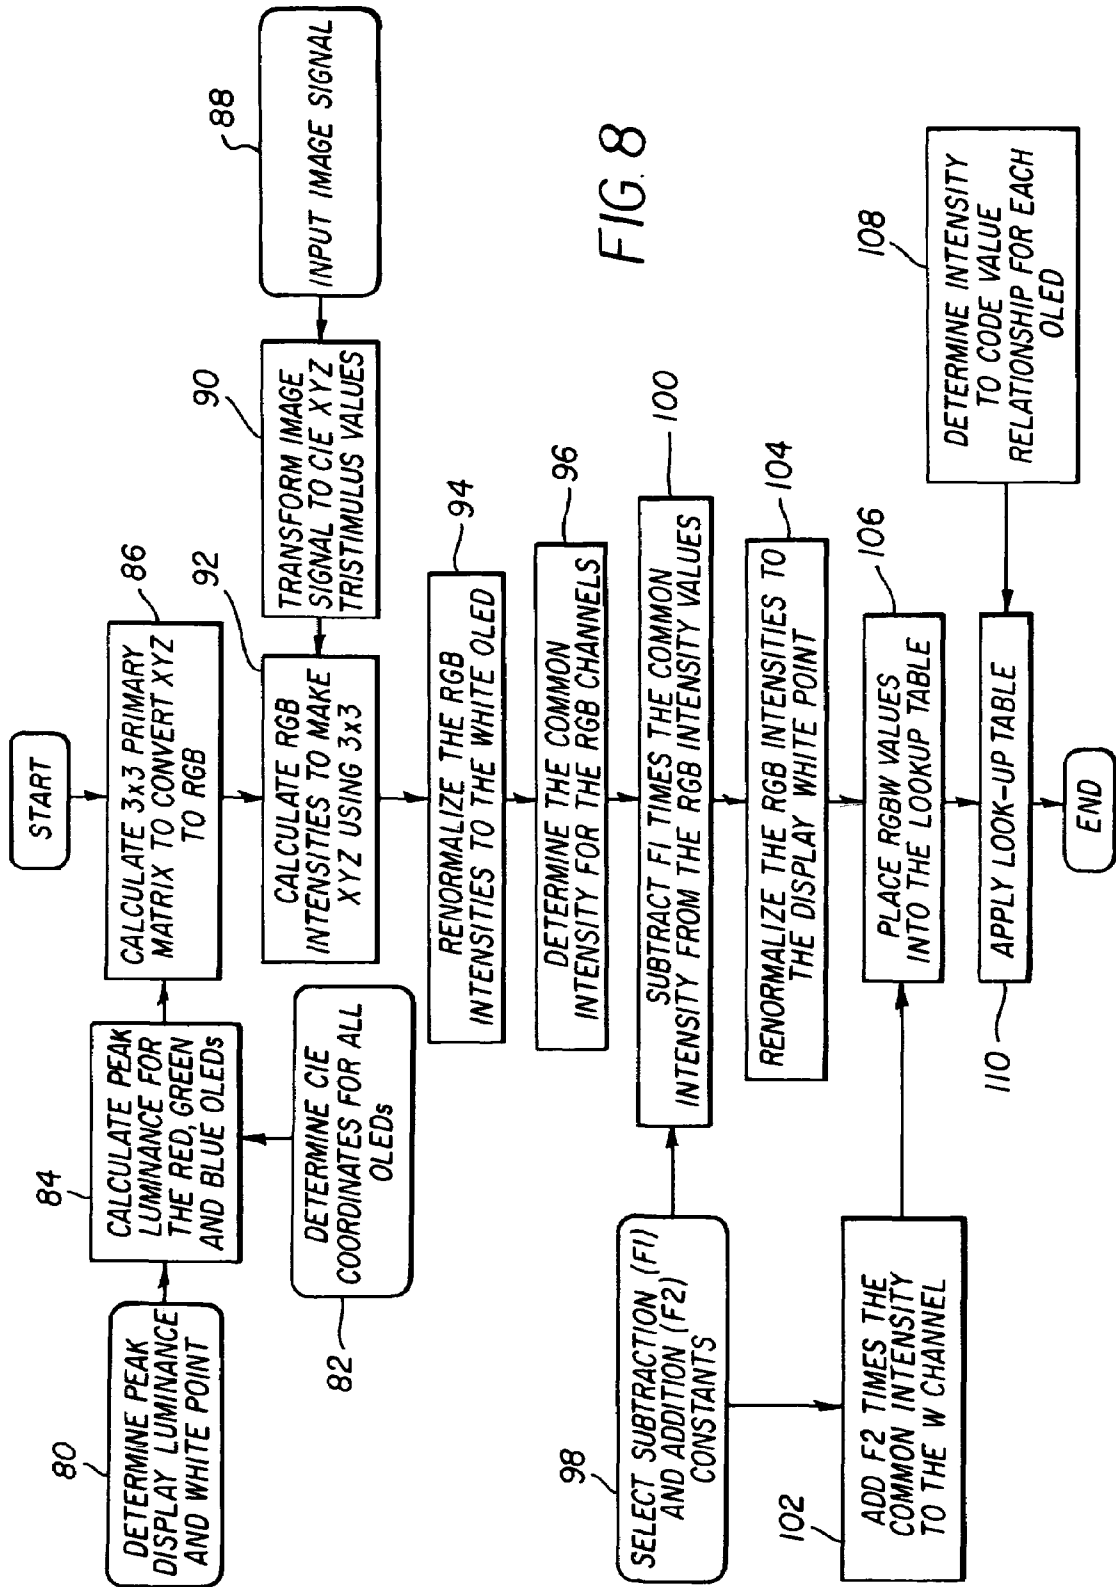 START
80
DETERMINE PEAK
DISPLAY LUMINANCE
AND WHITE POINT
84
CALCULATE PEAK
LUMINANCE FOR
THE RED, GREEN
AND BLUE OLEDs
86
CALCULATE 3x3 PRIMARY
MATRIX TO CONVERT XYZ
TO RGB
82
DETERMINE CIE
COORDINATES FOR ALL
OLEDs
92
CALCULATE RGB
INTENSITIES TO MAKE
XYZ USING 3x3
90
TRANSFORM IMAGE
SIGNAL TO CIE XYZ
TRISTIMULUS VALUES
88
INPUT IMAGE SIGNAL
94
RENORMALIZE THE RGB
INTENSITIES TO THE WHITE OLED
96
DETERMINE THE COMMON
INTENSITY FOR THE RGB CHANNELS
98
SELECT SUBTRACTION (F1)
AND ADDITION (F2)
CONSTANTS
100
SUBTRACT F1 TIMES THE COMMON
INTENSITY FROM THE RGB INTENSITY VALUES
104
RENORMALIZE THE RGB INTENSITIES TO
THE DISPLAY WHITE POINT
102
ADD F2 TIMES THE
COMMON INTENSITY
TO THE W CHANNEL
106
PLACE RGBW VALUES
INTO THE LOOKUP TABLE
108
DETERMINE INTENSITY
TO CODE VALUE
RELATIONSHIP FOR EACH
OLED
110
APPLY LOOK-UP TABLE
END
FIG. 8